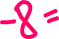 -8 =